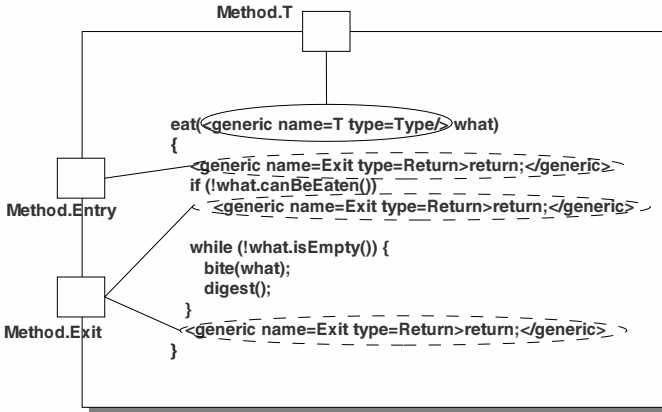 Method.T
eat(<generic name=T type=Type/> what)
{
<generic name=Exit type=Return>return;</generic>
if (!what.canBeEaten())
Method.Entry
<generic name=Exit type=Return>return;</generic>
while (!what.isEmpty()) {
bite(what);
digest();
}
Method.Exit
<generic name=Exit type=Return>return;</generic>
}